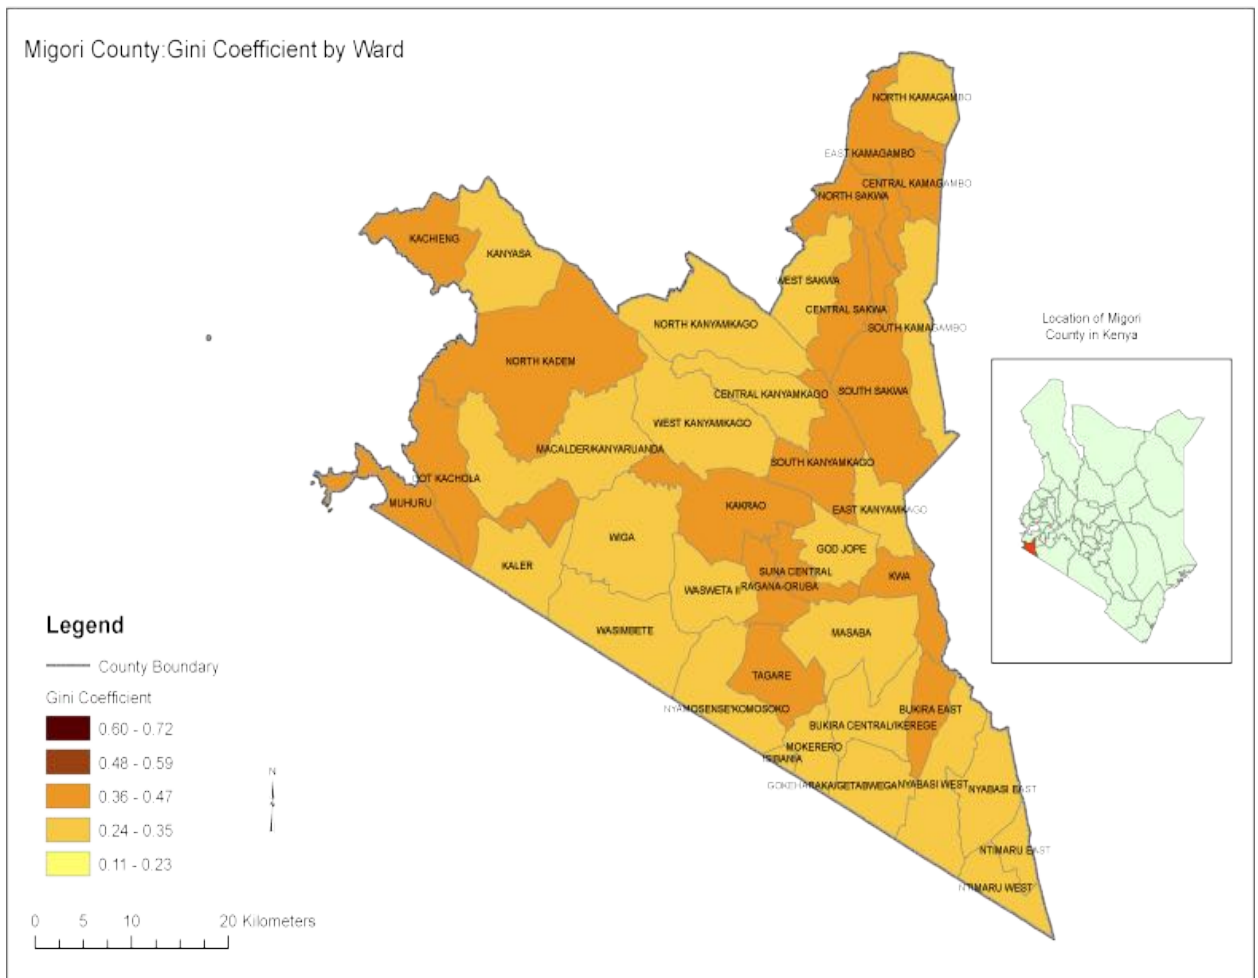 Migori County:Gini Coefficient by Ward
NORTH KAMAGAMBO
EAST KAMAGAMBO
CENTRAL KAMAGAMBO
NORTH SAKWA
KACHIENG
KANYASA
WEST SAKWA
CENTRAL SAKWA
NORTH KANYAMKAGO
SOUTH KAMAGAMBO
NORTH KADEM
CENTRAL KANYAMKAGO
SOUTH SAKWA
WEST KANYAMKAGO
MACALDER/KANYARUANDA
SOUTH KANYAMKAGO
GOT KACHOLA
MUHURU
KAKRAO
EAST KANYAMKAGO
WIGA
GOD JOPE
KALER
SUNA CENTRAL
KWA
WASWETA II
RAGANA-ORUBA
WASIMBETE
MASABA
TAGARE
NYAMOSENSE'KOMOSOKO
BUKIRA EAST
BUKIRA CENTRAL/IKEREGE
MOKERERO
ISIBANIA
GOKEHARAKA/GETABWEGA
NYABASI WEST
NYABASI EAST
NTIMARU EAST
NTIMARU WEST
Location of Migori
County in Kenya
Legend
County Boundary
Gini Coefficient
0.60 - 0.72
0.48 - 0.59
0.36 - 0.47
0.24 - 0.35
0.11 - 0.23
N
0 5 10 20 Kilometers